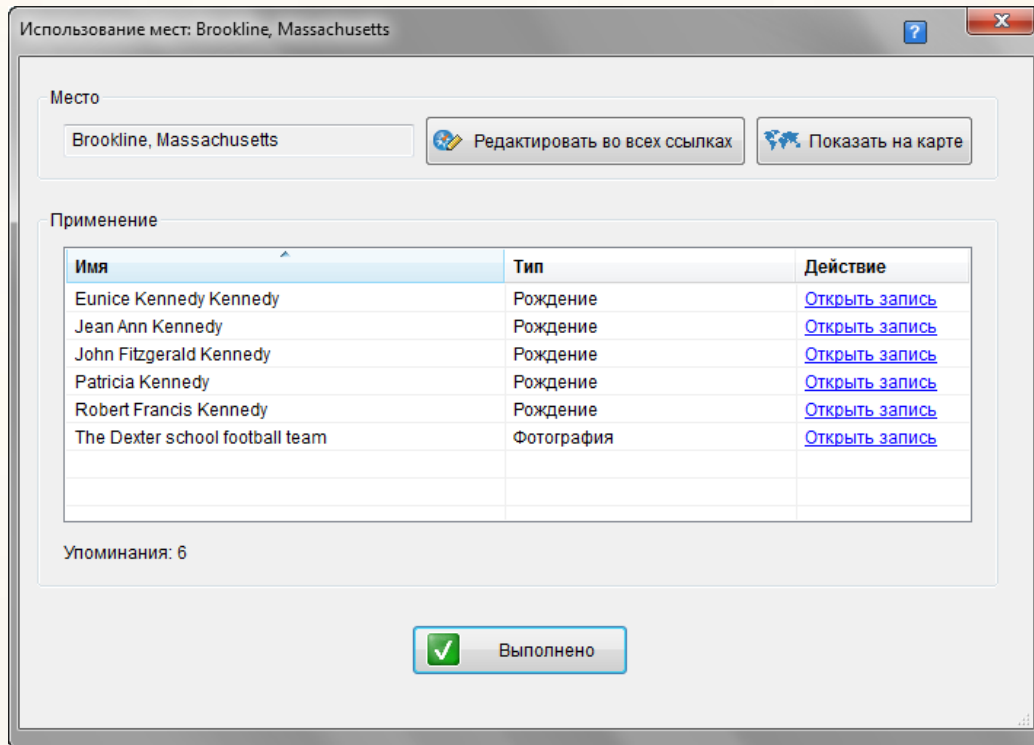 Использование мест: Brookline, Massachusetts
?
Место
Brookline, Massachusetts Редактировать во всех ссылках Показать на карте
Применение
Имя Тип Действие
Eunice Kennedy Kennedy Рождение Открыть запись
Jean Ann Kennedy Рождение Открыть запись
John Fitzgerald Kennedy Рождение Открыть запись
Patricia Kennedy Рождение Открыть запись
Robert Francis Kennedy Рождение Открыть запись
The Dexter school football team Фотография Открыть запись
Упоминания: 6
Выполнено